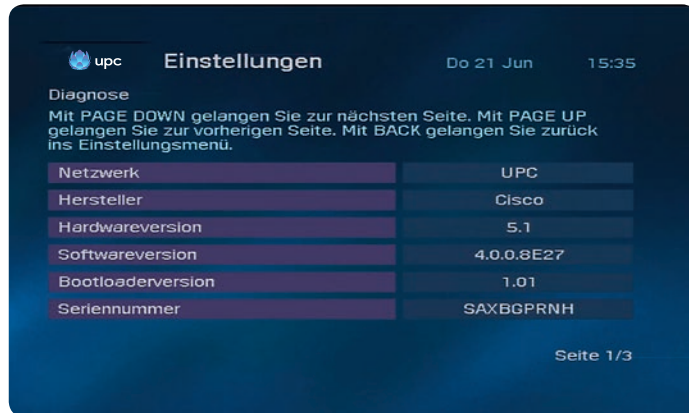 upc Einstellungen Do 21 Jun 15:35
Diagnose
Mit PAGE DOWN gelangen Sie zur nächsten Seite. Mit PAGE UP
gelangen Sie zur vorherigen Seite. Mit BACK gelangen Sie zurück
ins Einstellungsmenü.
Netzwerk UPC
Hersteller Cisco
Hardwareversion 5.1
Softwareversion 4.0.0.8E27
Bootloaderversion 1.01
Seriennummer SAXBGPRNH
Seite 1/3